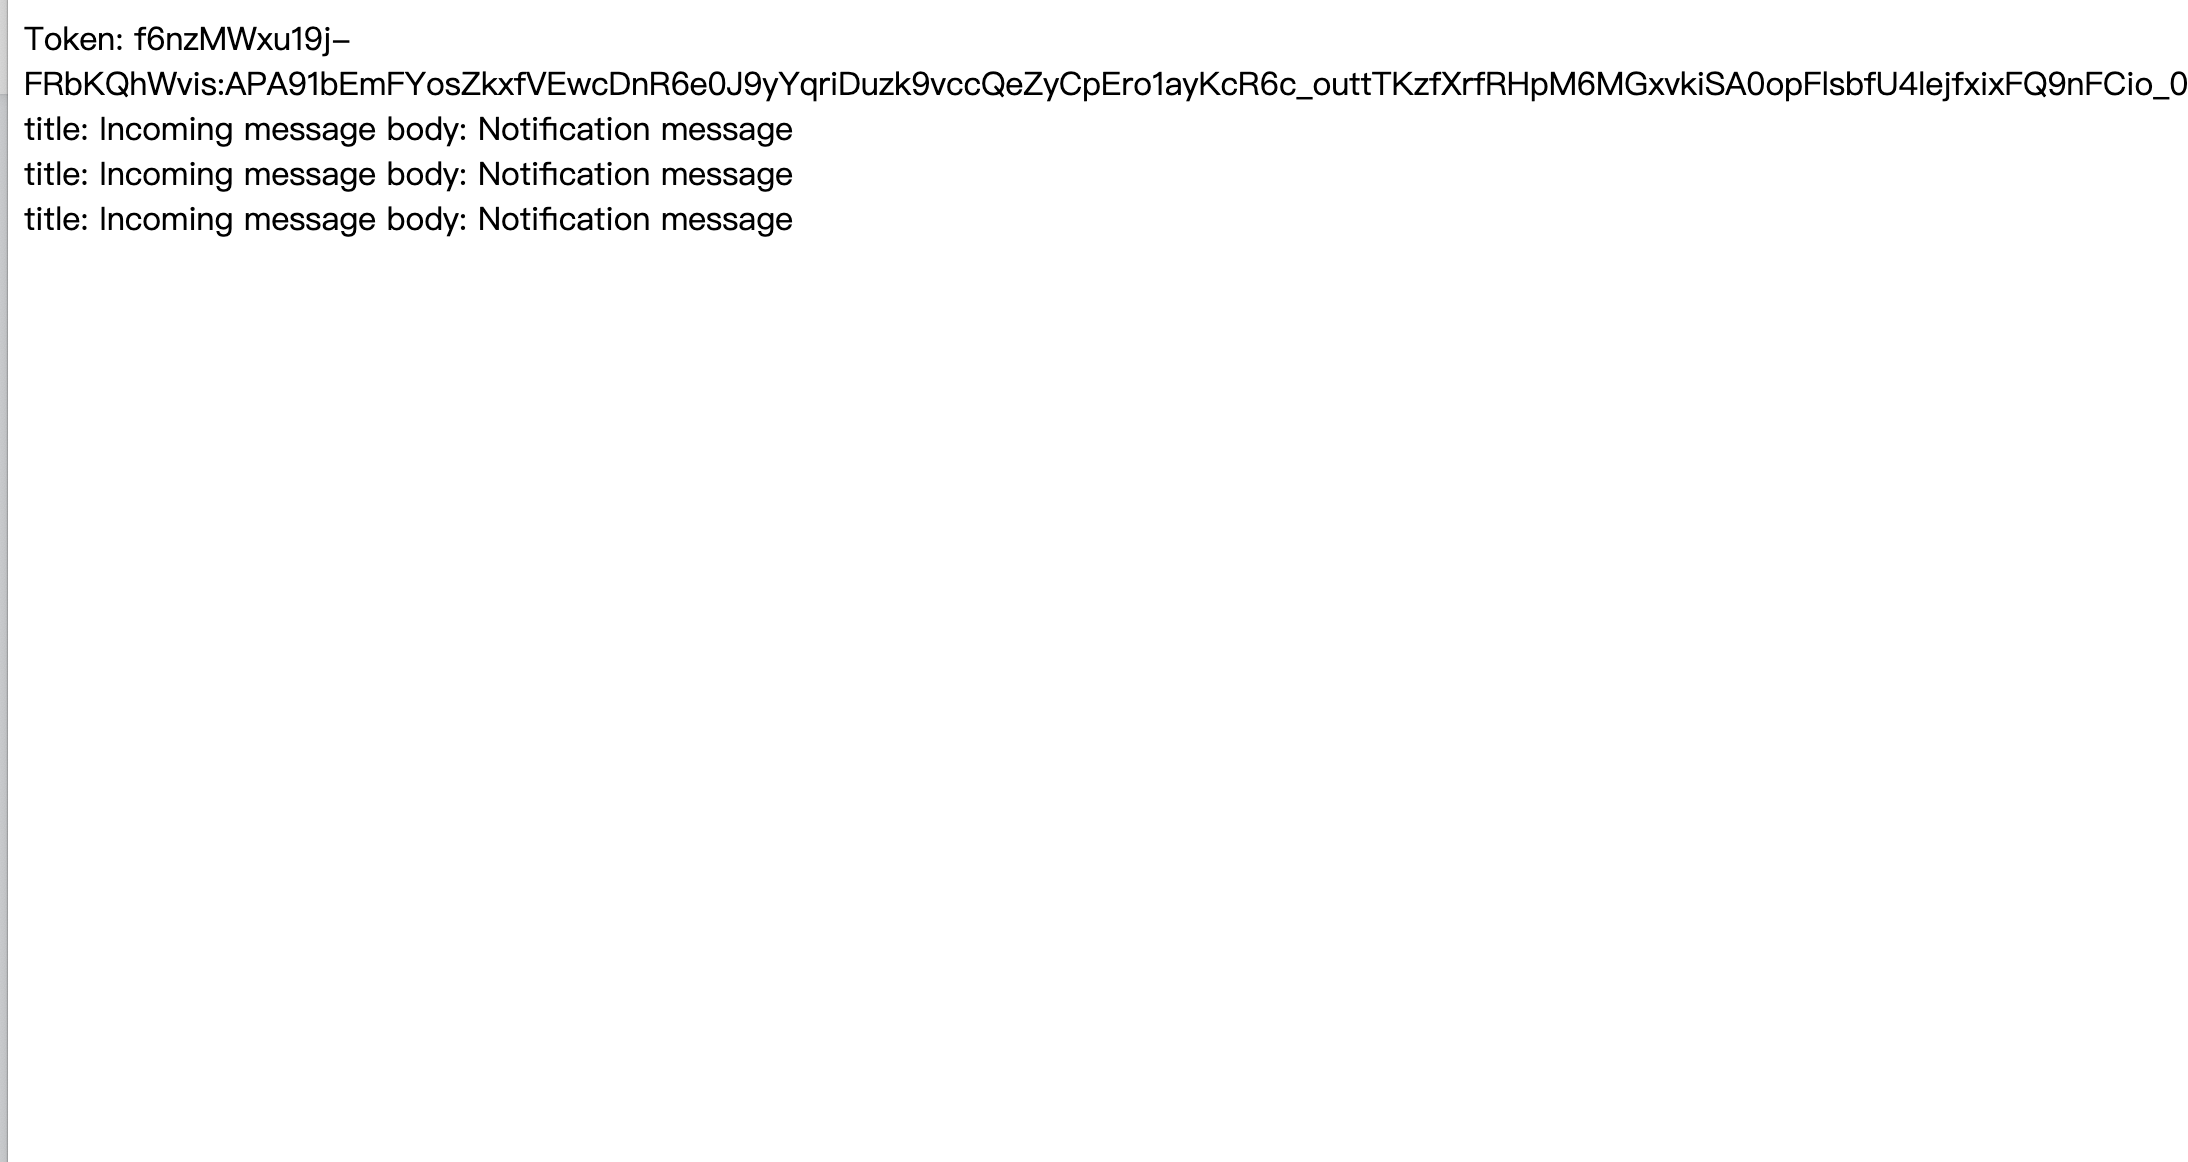 Token: f6nzMWxu19j-
FRbKQhWvis:APA91bEmFYosZkxfVEwcDnR6e0J9yYqriDuzk9vccQeZyCpEro1ayKcR6c_outtTKzfXrfRHpM6MGxvkiSA0opFlsbfU4lejfxixFQ9nFCio_0
title: Incoming message body: Notification message
title: Incoming message body: Notification message
title: Incoming message body: Notification message